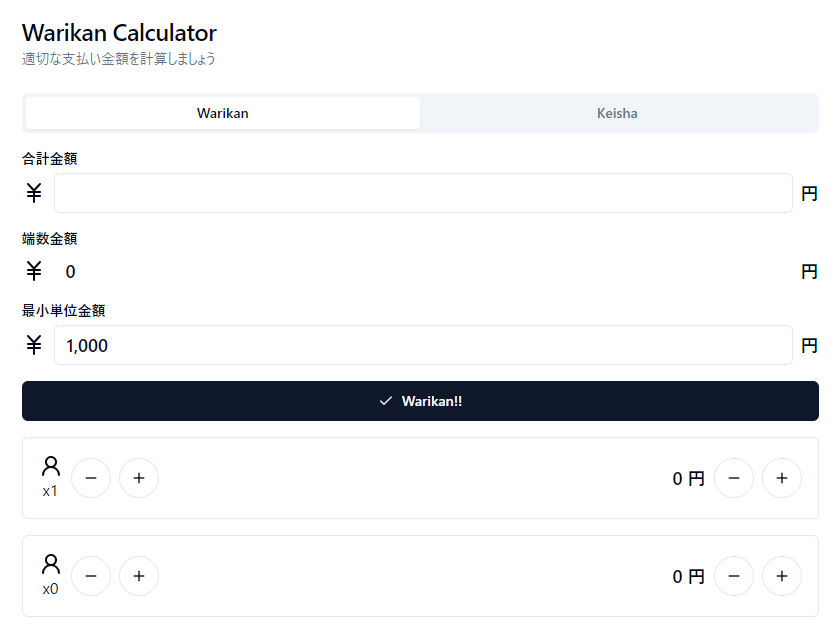 Warikan Calculator
適切な支払い金額を計算しましょう
Warikan Keisha
合計金額
¥ 円
端数金額
¥ 0 円
最小単位金額
¥ 1,000 円
Warikan!!
x1 − + 0 円 − +
x0 − + 0 円 − +